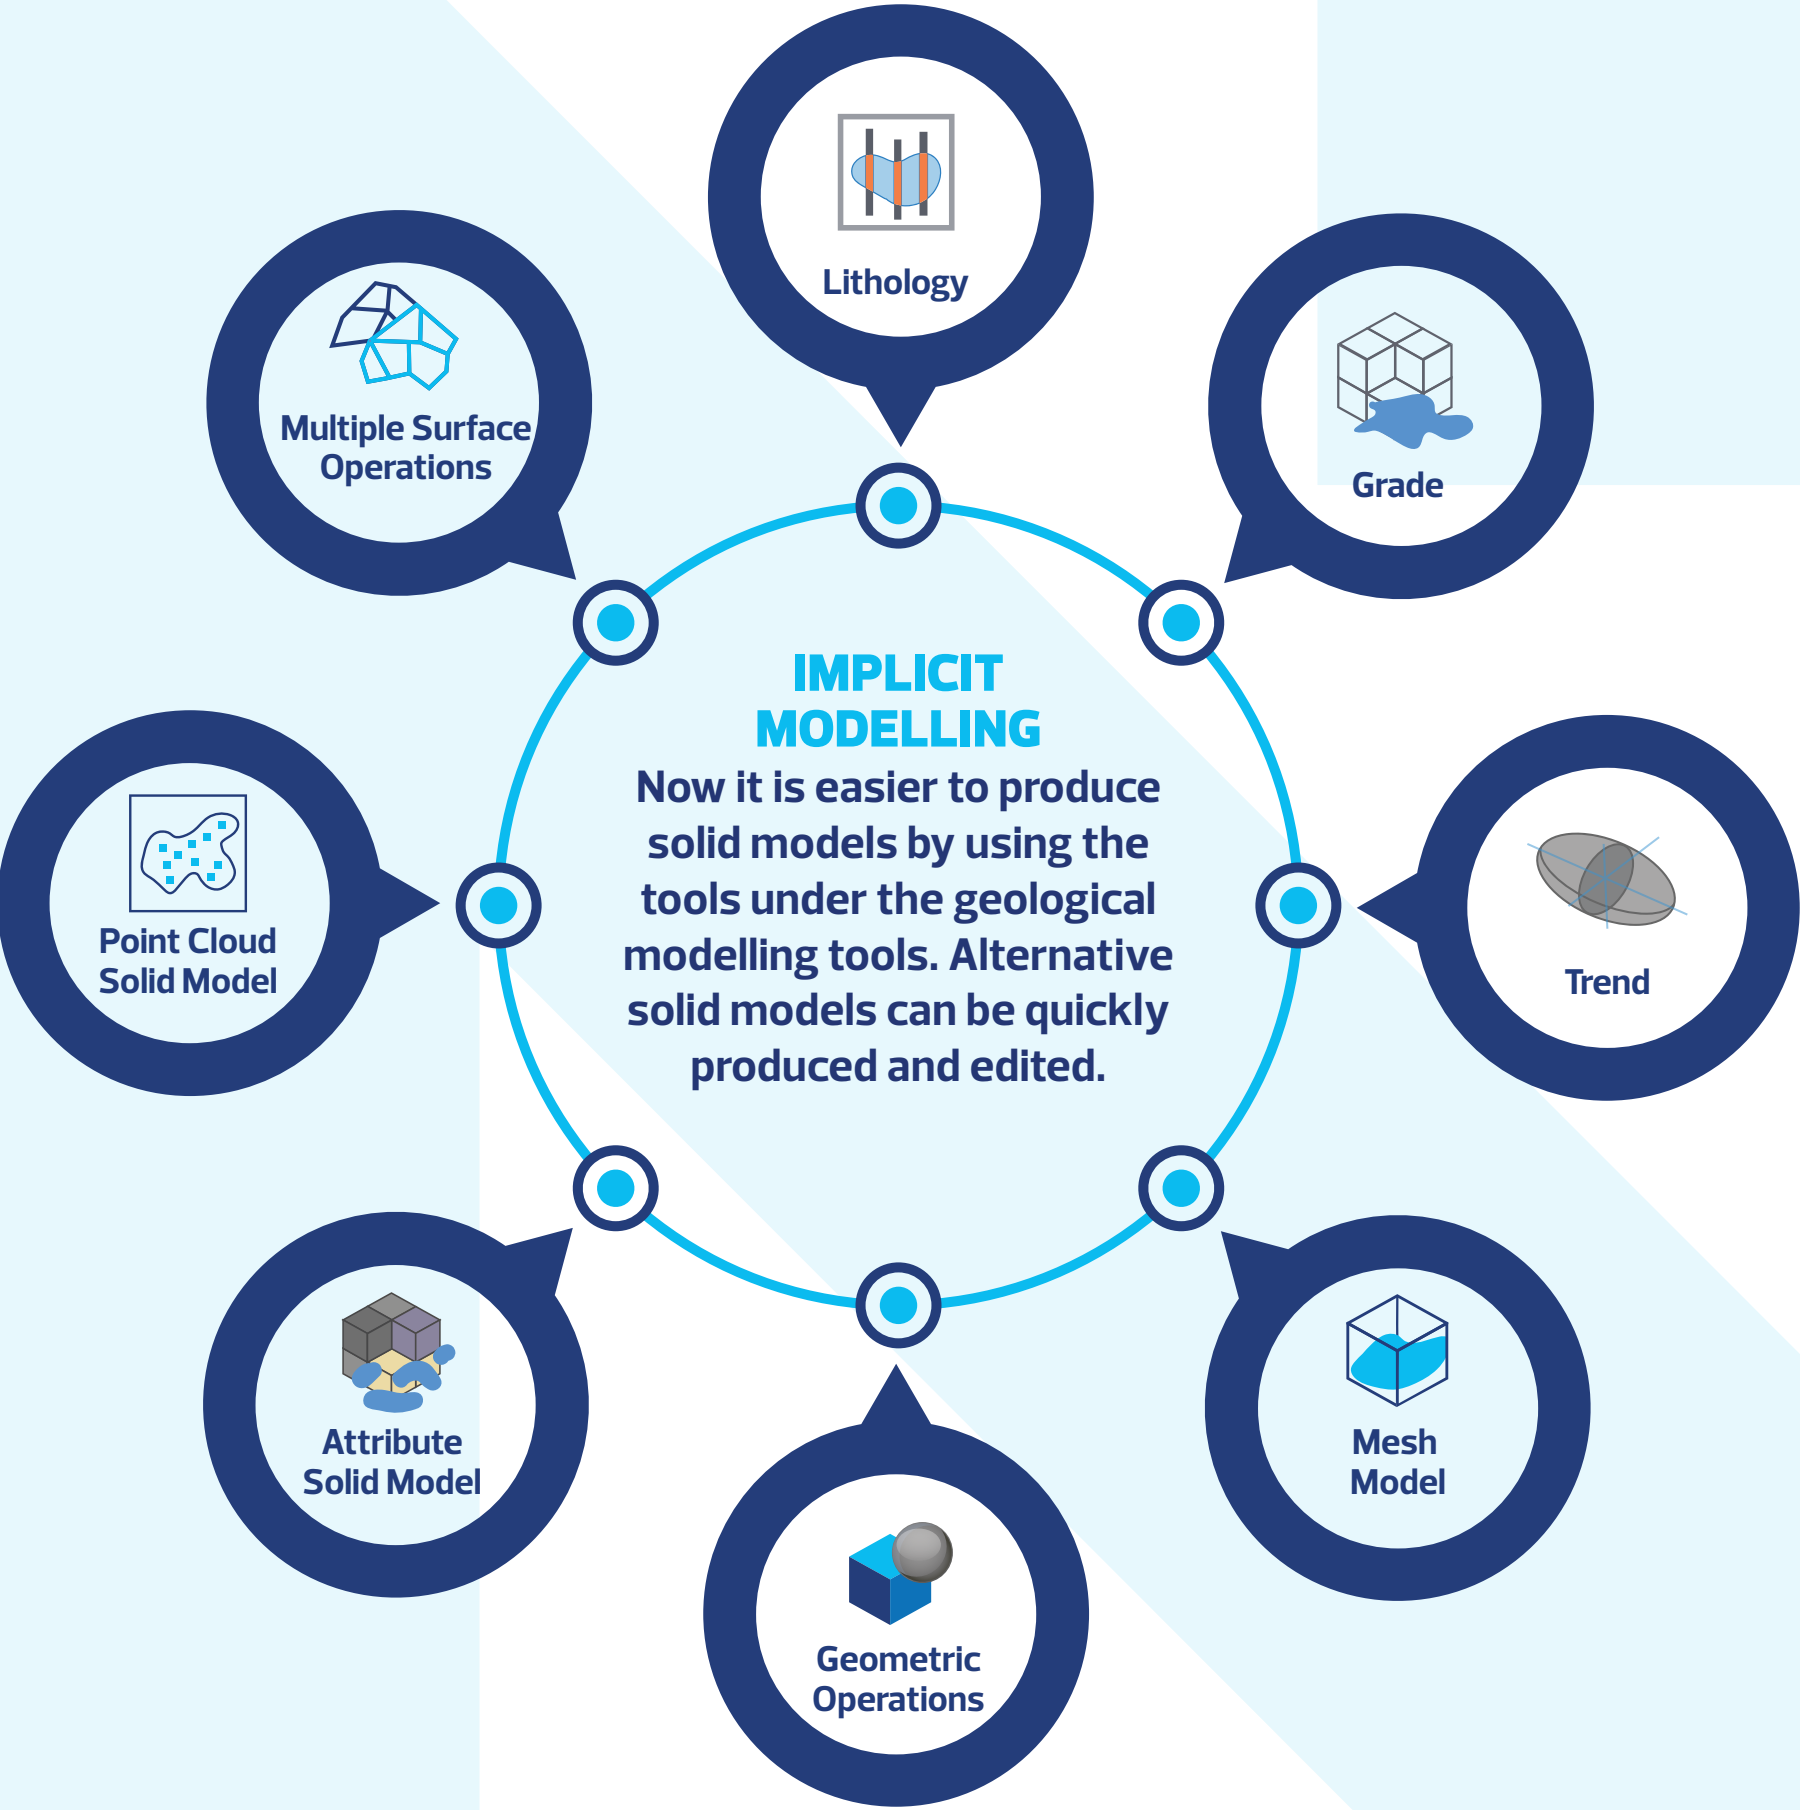 Lithology
Multiple Surface
Operations
Grade
IMPLICIT
MODELLING
Now it is easier to produce
solid models by using the
tools under the geological
modelling tools. Alternative
solid models can be quickly
produced and edited.
Point Cloud
Solid Model
Trend
Attribute
Solid Model
Mesh
Model
Geometric
Operations